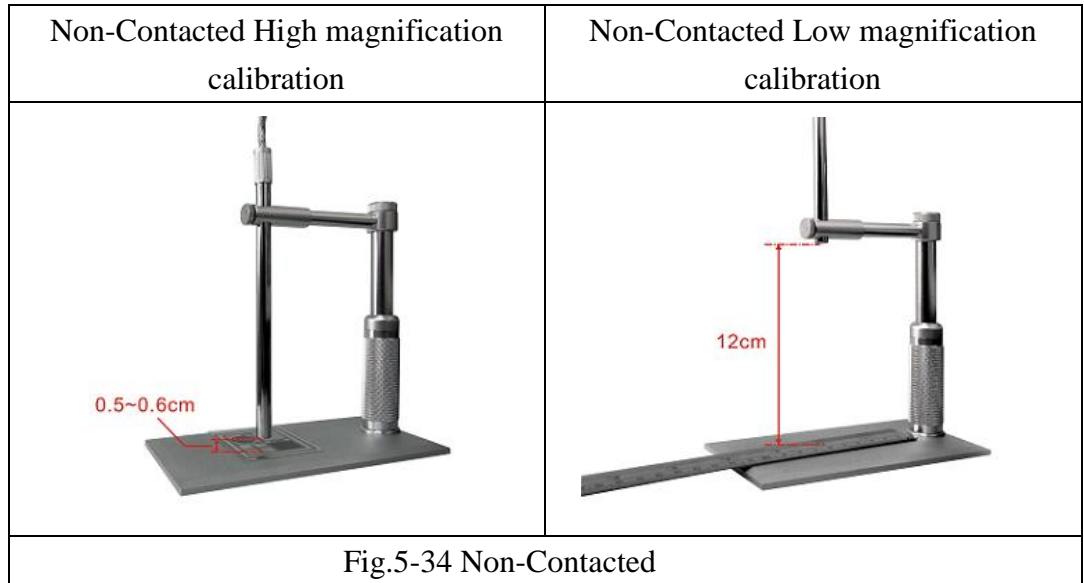 Non-Contacted High magnification
calibration
Non-Contacted Low magnification
calibration
0.5~0.6cm
12cm
Fig.5-34 Non-Contacted